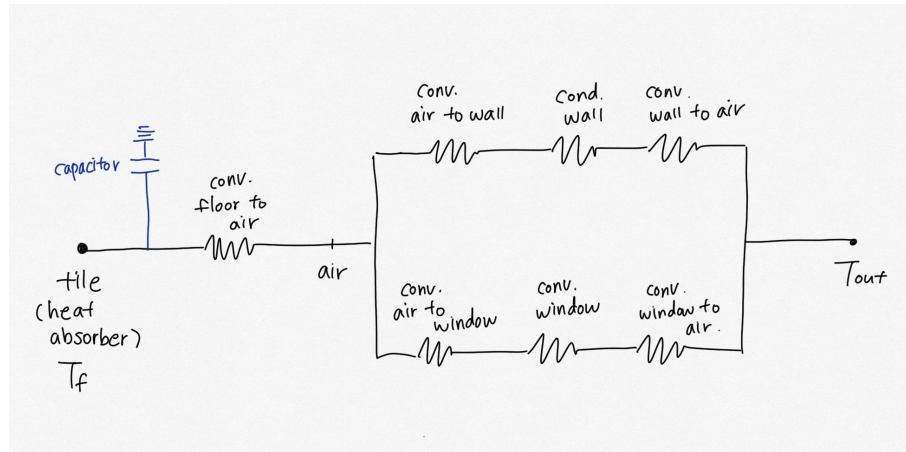 conv.
air to wall
Cond.
wall
conv.
wall to air
capacitor
conv.
floor to
air
air
tile
(heat
absorber)
Tf
conv.
air to
window
conv.
window
conv.
window to
air.
Tout